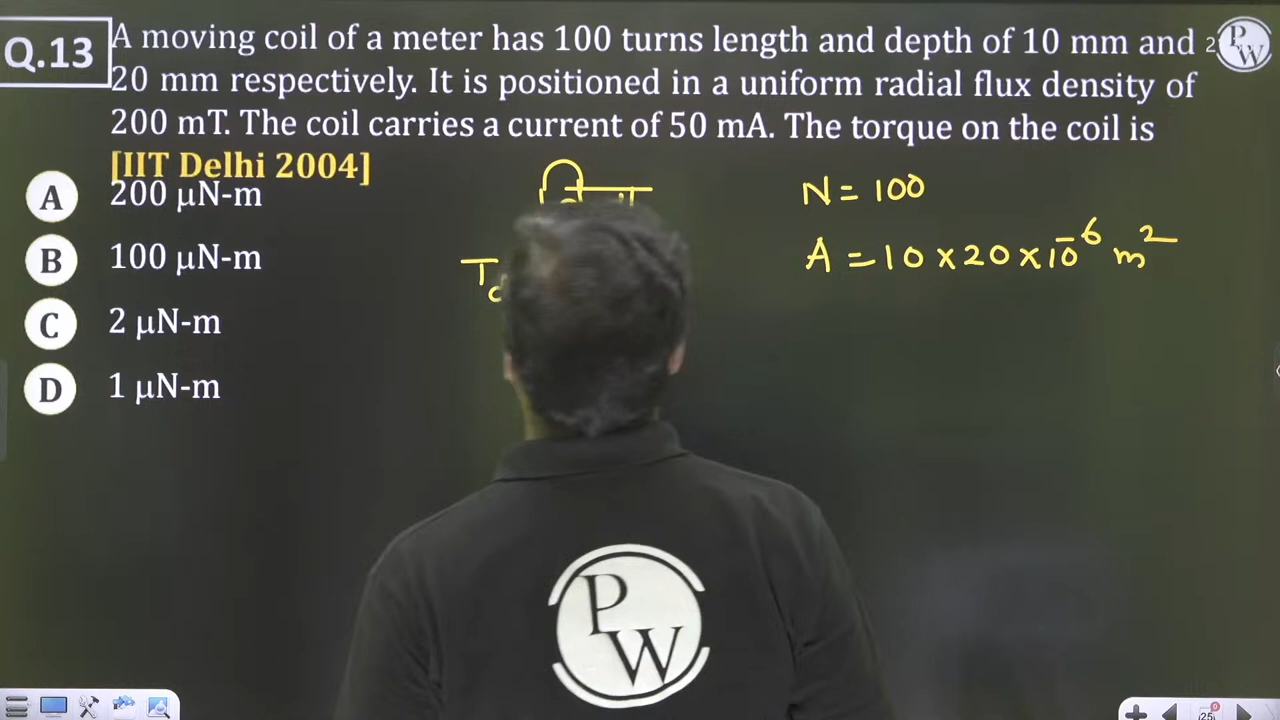 Q.13
A moving coil of a meter has 100 turns length and depth of 10 mm and
20 mm respectively. It is positioned in a uniform radial flux density of
200 mT. The coil carries a current of 50 mA. The torque on the coil is
[IIT Delhi 2004]
A 200 μN-m
B 100 μN-m
C 2 μN-m
D 1 μN-m
N = 100
A = 10 × 20 × 10⁻⁶ m²
PW
PW
25